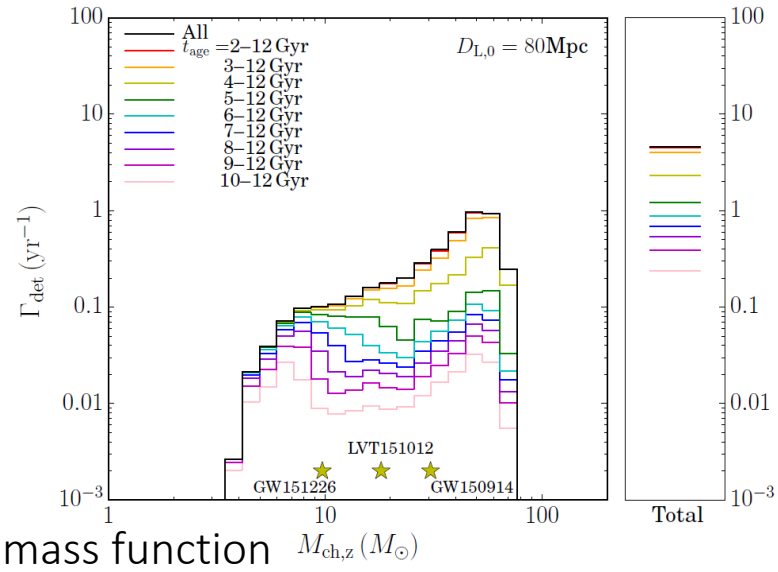 All
t_age = 2–12 Gyr
3–12 Gyr
4–12 Gyr
5–12 Gyr
6–12 Gyr
7–12 Gyr
8–12 Gyr
9–12 Gyr
10–12 Gyr
D_L,0 = 80Mpc
100
10
1
0.1
0.01
10⁻³
Γ_det (yr⁻¹)
LVT151012
GW151226
GW150914
1
10
100
M_ch,z (M_⊙)
100
10
1
0.1
0.01
10⁻³
Total
mass function